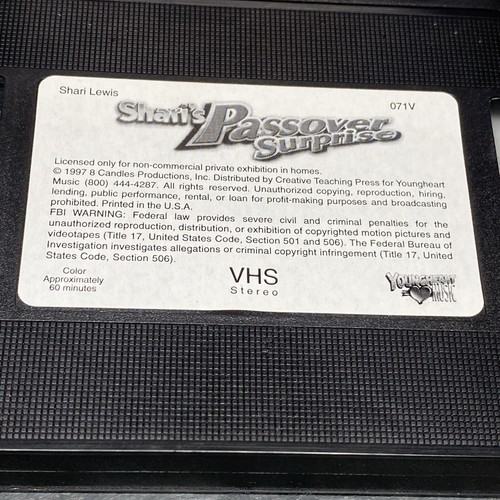 Shari Lewis
071V
Shari's Passover
Surprise
Licensed only for non-commercial private exhibition in homes.
© 1997 8 Candles Productions, Inc. Distributed by Creative Teaching Press for Youngheart
Music (800) 444-4287. All rights reserved. Unauthorized copying, reproduction, hiring,
lending, public performance, rental, or loan for profit-making purposes and broadcasting
prohibited. Printed in the U.S.A.
FBI WARNING: Federal law provides severe civil and criminal penalties for the
unauthorized reproduction, distribution, or exhibition of copyrighted motion pictures and
videotapes (Title 17, United States Code, Section 501 and 506). The Federal Bureau of
Investigation investigates allegations or criminal copyright infringement (Title 17, United
States Code, Section 506).
Color
Approximately
60 minutes
VHS
Stereo
YOUNGHEART
MUSIC